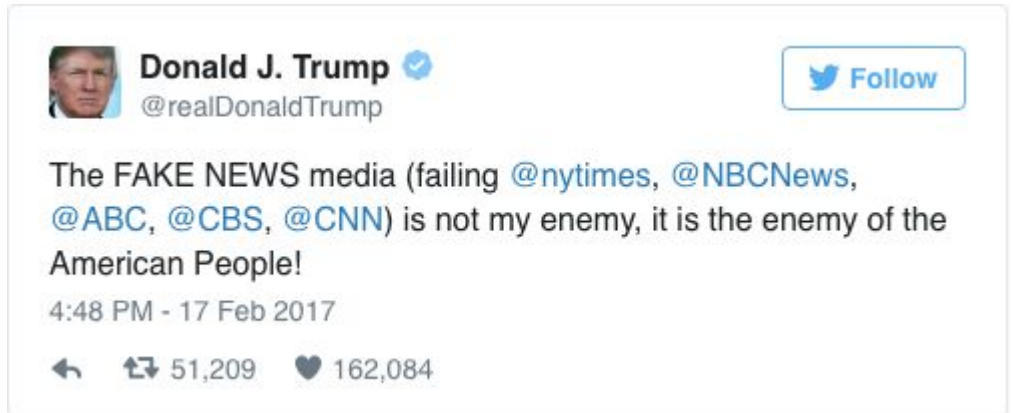 Donald J. Trump
@realDonaldTrump
Follow
The FAKE NEWS media (failing @nytimes, @NBCNews,
@ABC, @CBS, @CNN) is not my enemy, it is the enemy of the
American People!
4:48 PM - 17 Feb 2017
51,209 162,084